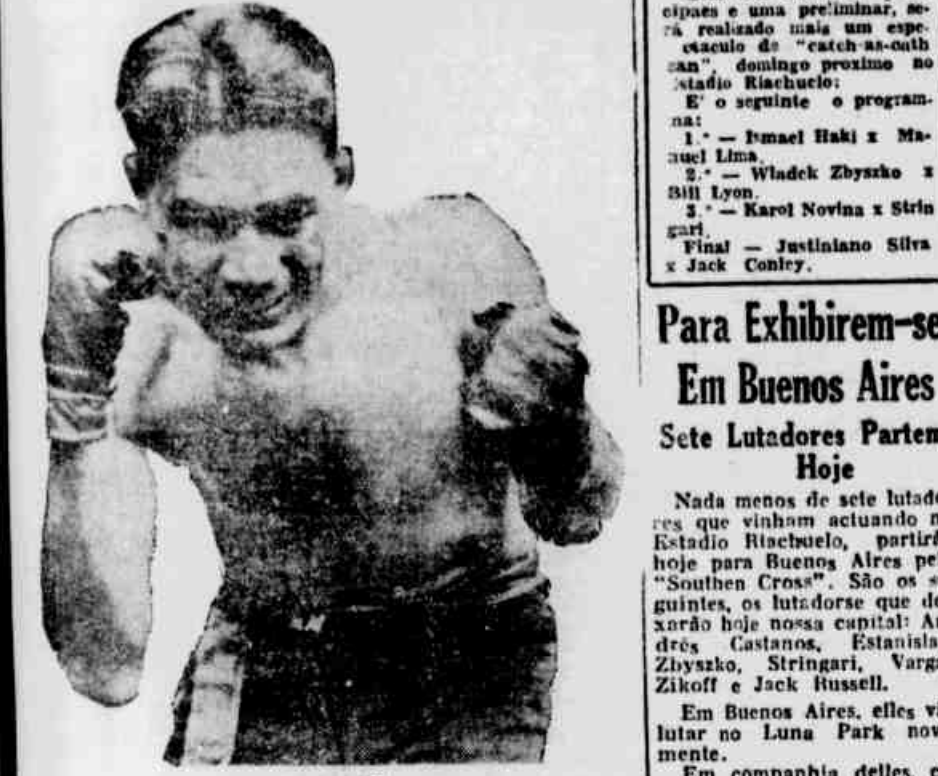 cipaes e uma preliminar, se-
rá realizado mais um espe-
ctaculo de "catch-as-cath
can", domingo proximo no
Estadio Riachuelo:
E' o seguinte o program-
na:
1.º — Ismael Haki x Ma-
nuel Lima.
2.º — Wladek Zbyszko x
Bill Lyon.
3.º — Karol Novina x Strin
gari.
Final — Justiniano Silva
x Jack Conley.
Para Exhibirem-se
Em Buenos Aires
Sete Lutadores Partem
Hoje
Nada menos de sete lutado
res que vinham actuando n
Estadio Riachuelo, partirã
hoje para Buenos Aires pe
"Southen Cross". São os s
guintes, os lutadorse que de
xarão hoje nossa capital: An
drés Castanos, Estanisla
Zbyszko, Stringari, Varga
Zikoff e Jack Russell.
Em Buenos Aires, elles v
lutar no Luna Park nov
mente.
Em companhia delles